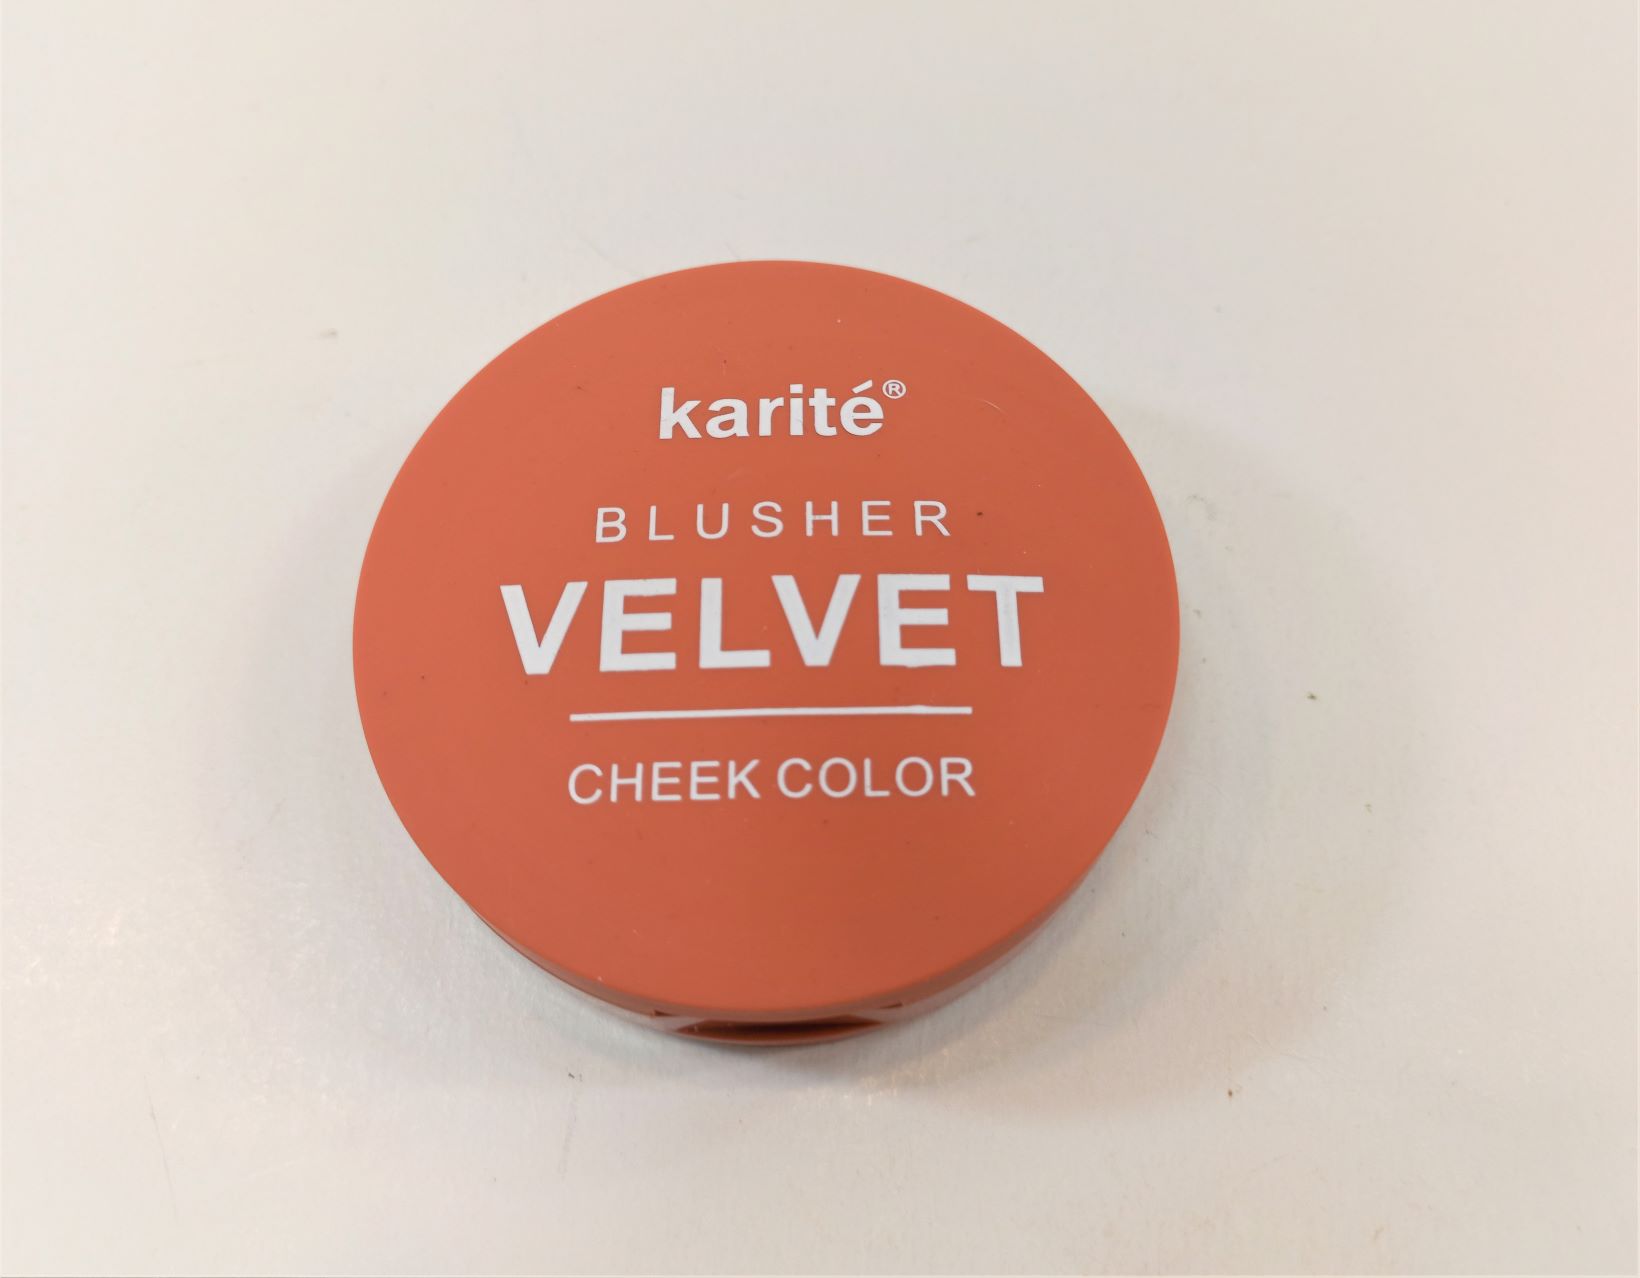 karité®
BLUSHER
VELVET
CHEEK COLOR